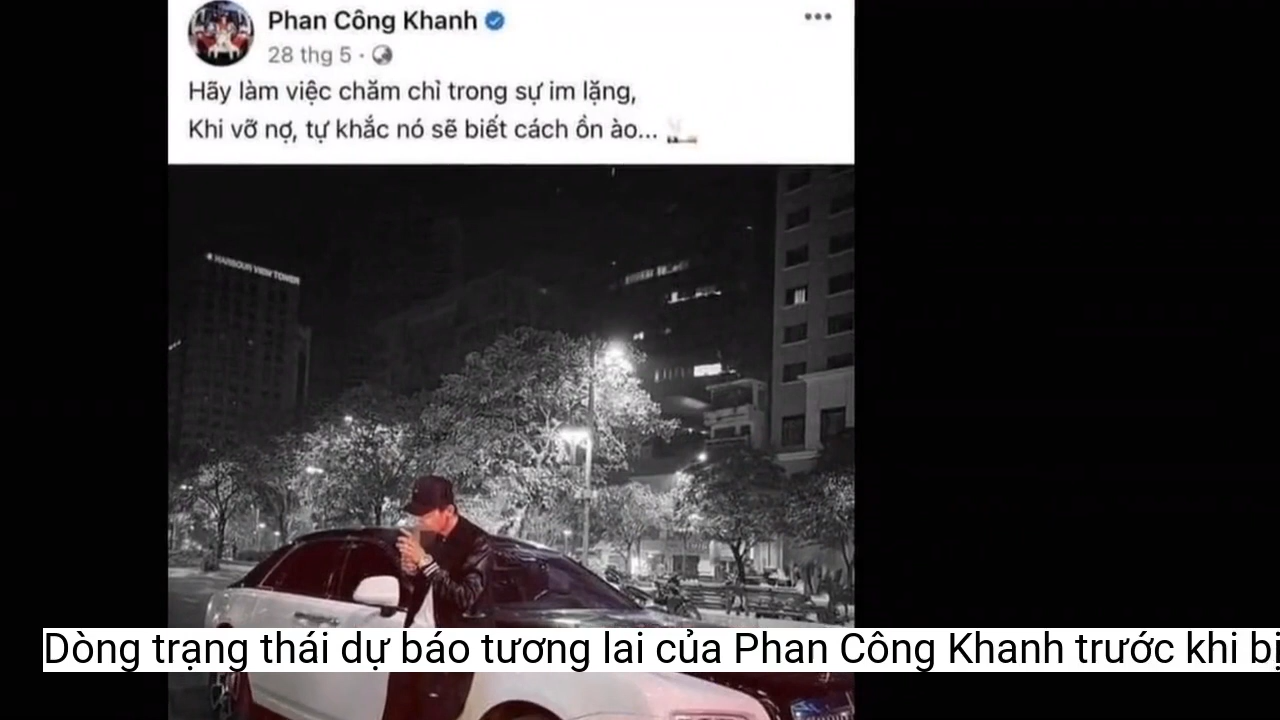 Phan Công Khanh
28 thg 5 ·
Hãy làm việc chăm chỉ trong sự im lặng,
Khi vỡ nợ, tự khắc nó sẽ biết cách ồn ào...
HARBOUR VIEW TOWER
Dòng trạng thái dự báo tương lai của Phan Công Khanh trước khi bị